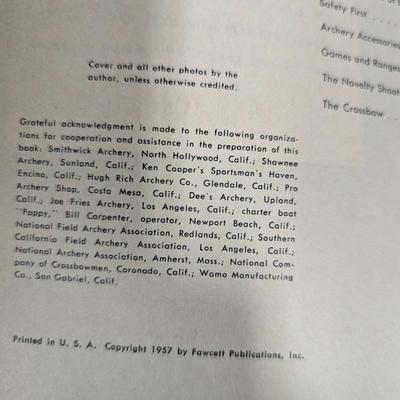 Safety First . . . .
Archery Accessories
Games and Ranges
The Novelty Shoot
The Crossbow . .
Cover and all other photos by the
author, unless otherwise credited.
Grateful acknowledgment is made to the following organiza-
tions for cooperation and assistance in the preparation of this
book: Smithwick Archery, North Hollywood, Calif.; Shawnee
Archery, Sunland, Calif.; Ken Cooper's Sportsman's Haven,
Encino, Calif.; Hugh Rich Archery Co., Glendale, Calif.; Pro
Archery Shop, Costa Mesa, Calif.; Dee's Archery, Upland,
Calif.; Joe Fries Archery, Los Angeles, Calif.; charter boat
"Poppy," Bill Carpenter, operator, Newport Beach, Calif.;
National Field Archery Association, Redlands, Calif.; Southern
California Field Archery Association, Los Angeles, Calif.;
National Archery Association, Amherst, Mass.; National Com-
pany of Crossbowmen, Coronado, Calif.; Wamo Manufacturing
Co., San Gabriel, Calif.
Printed in U. S. A. Copyright 1957 by Fawcett Publications, Inc.